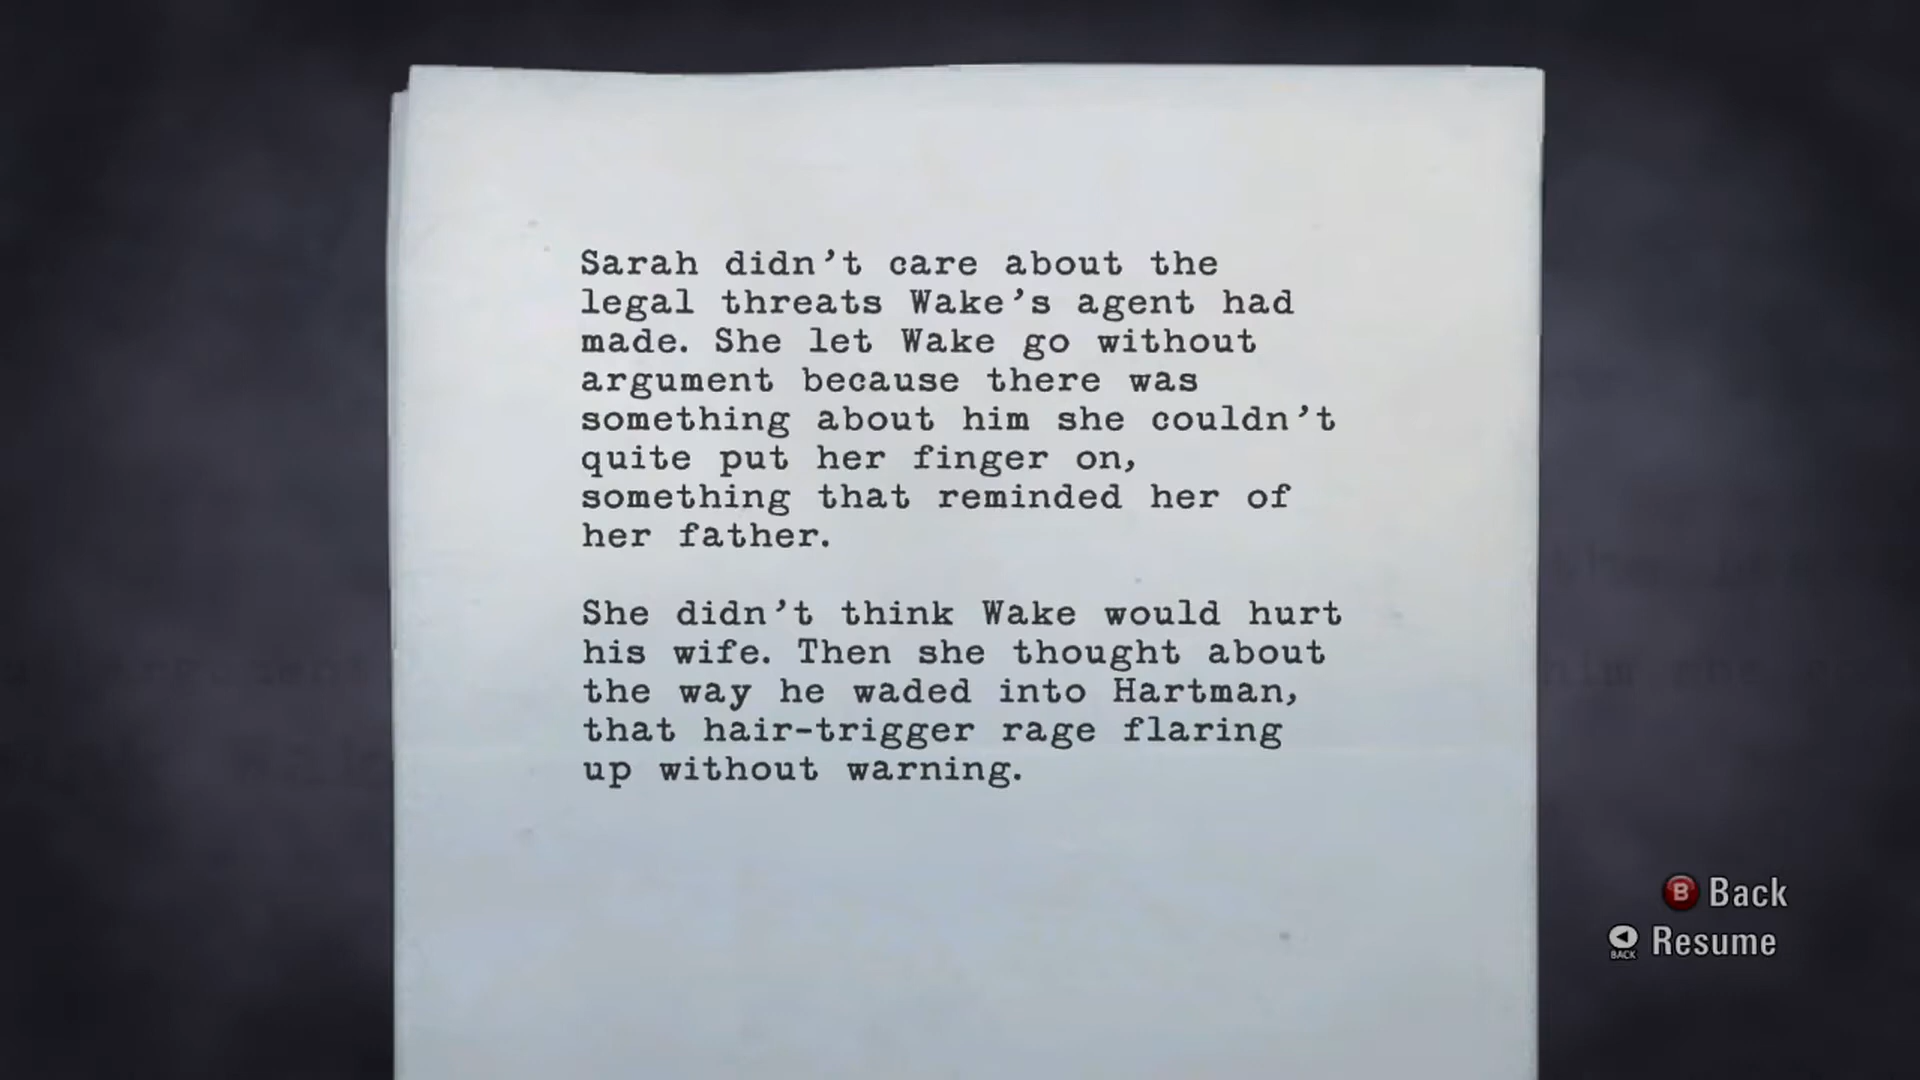 Sarah didn’t care about the
legal threats Wake’s agent had
made. She let Wake go without
argument because there was
something about him she couldn’t
quite put her finger on,
something that reminded her of
her father.
She didn’t think Wake would hurt
his wife. Then she thought about
the way he waded into Hartman,
that hair-trigger rage flaring
up without warning.
B Back
BACK Resume